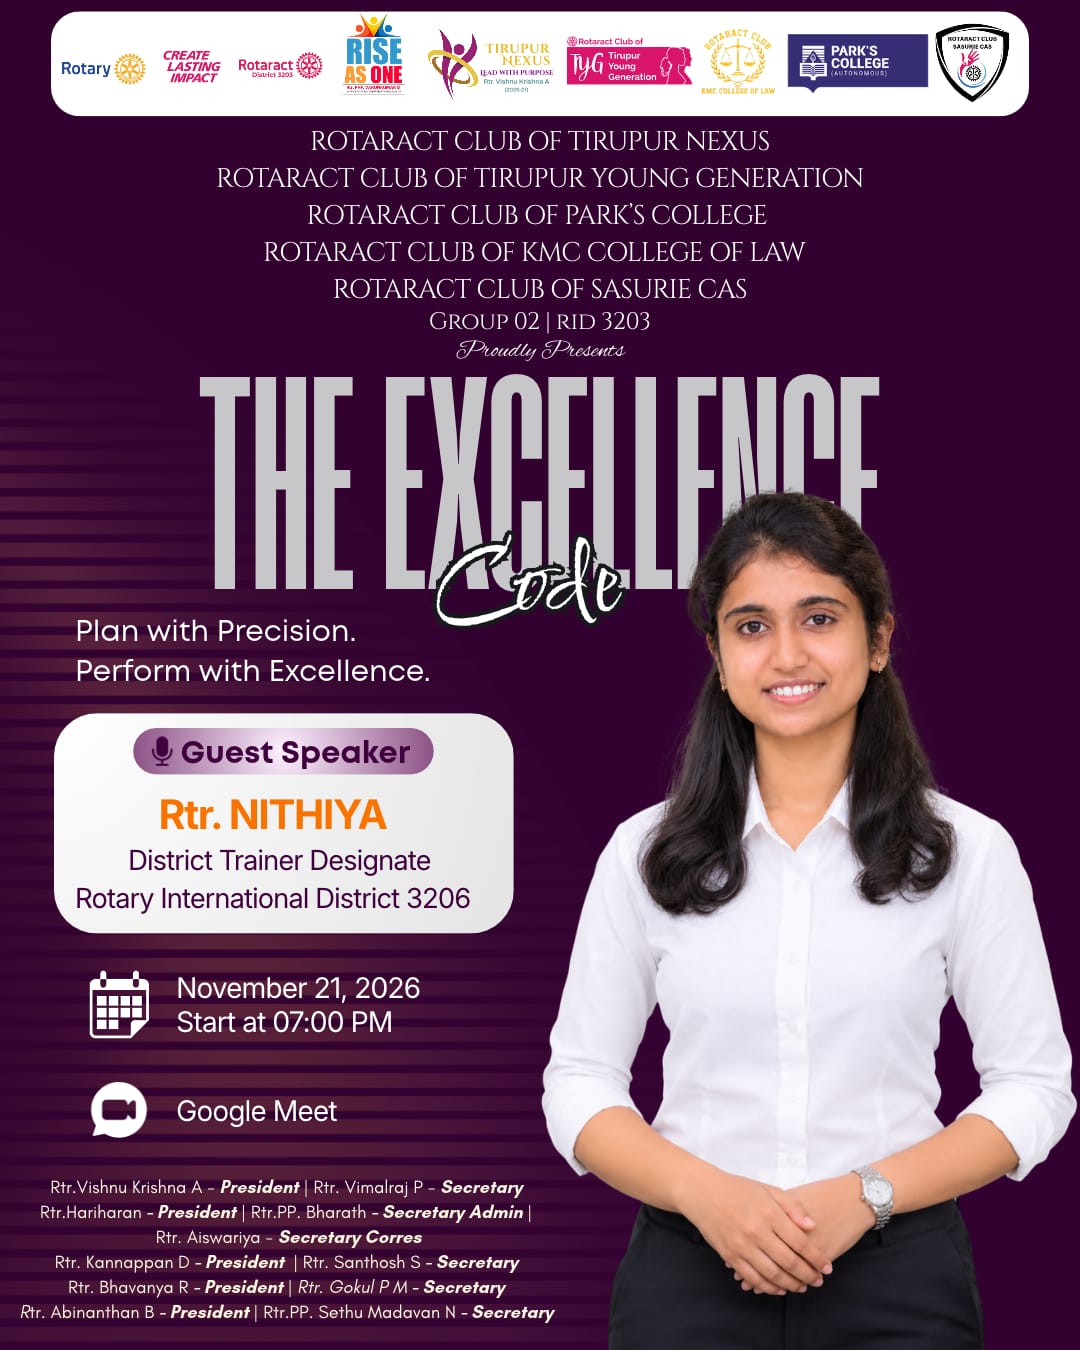 Rotary
CREATE
LASTING
IMPACT
Rotaract
District 3203
RISE
AS ONE
TIRUPUR
NEXUS
LEAD WITH PURPOSE
Rtr. Vishnu Krishna A
Rotaract Club of
TYG
Tirupur
Young
Generation
ROTARACT CLUB
KMC COLLEGE OF LAW
PARK'S
COLLEGE
(AUTONOMOUS)
ROTARACT CLUB
SASURIE CAS
ROTARACT CLUB OF TIRUPUR NEXUS
ROTARACT CLUB OF TIRUPUR YOUNG GENERATION
ROTARACT CLUB OF PARK'S COLLEGE
ROTARACT CLUB OF KMC COLLEGE OF LAW
ROTARACT CLUB OF SASURIE CAS
GROUP 02 | RID 3203
Proudly Presents
THE EXCELLENCE
Code
Plan with Precision.
Perform with Excellence.
Guest Speaker
Rtr. NITHIYA
District Trainer Designate
Rotary International District 3206
November 21, 2026
Start at 07:00 PM
Google Meet
Rtr.Vishnu Krishna A - President | Rtr. Vimalraj P - Secretary
Rtr.Hariharan - President | Rtr.PP. Bharath - Secretary Admin |
Rtr. Aiswariya - Secretary Corres
Rtr. Kannappan D - President | Rtr. Santhosh S - Secretary
Rtr. Bhavanya R - President | Rtr. Gokul P M - Secretary
Rtr. Abinanthan B - President | Rtr.PP. Sethu Madavan N - Secretary